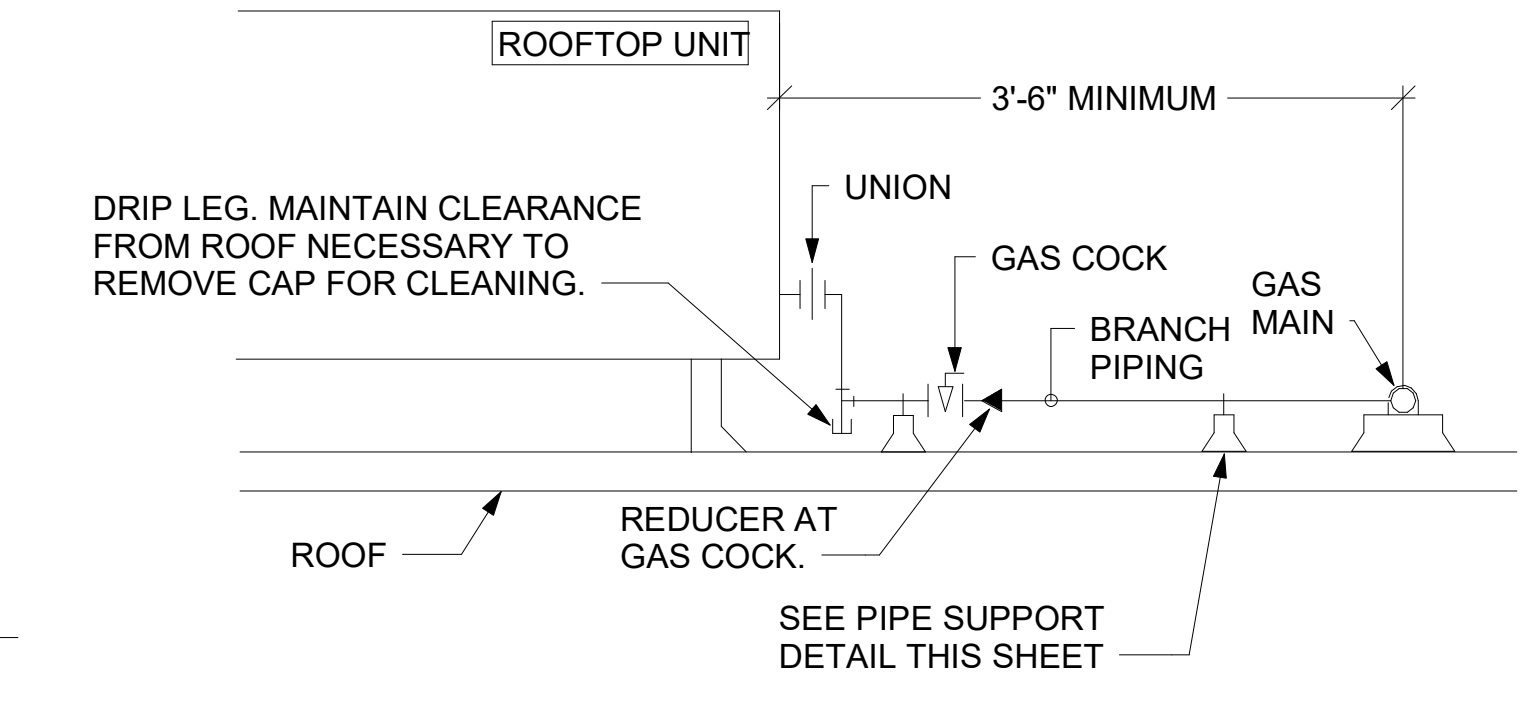 ROOFTOP UNIT
3'-6" MINIMUM
UNION
DRIP LEG. MAINTAIN CLEARANCE
FROM ROOF NECESSARY TO
REMOVE CAP FOR CLEANING.
GAS COCK
GAS
MAIN
BRANCH
PIPING
REDUCER AT
GAS COCK.
ROOF
SEE PIPE SUPPORT
DETAIL THIS SHEET